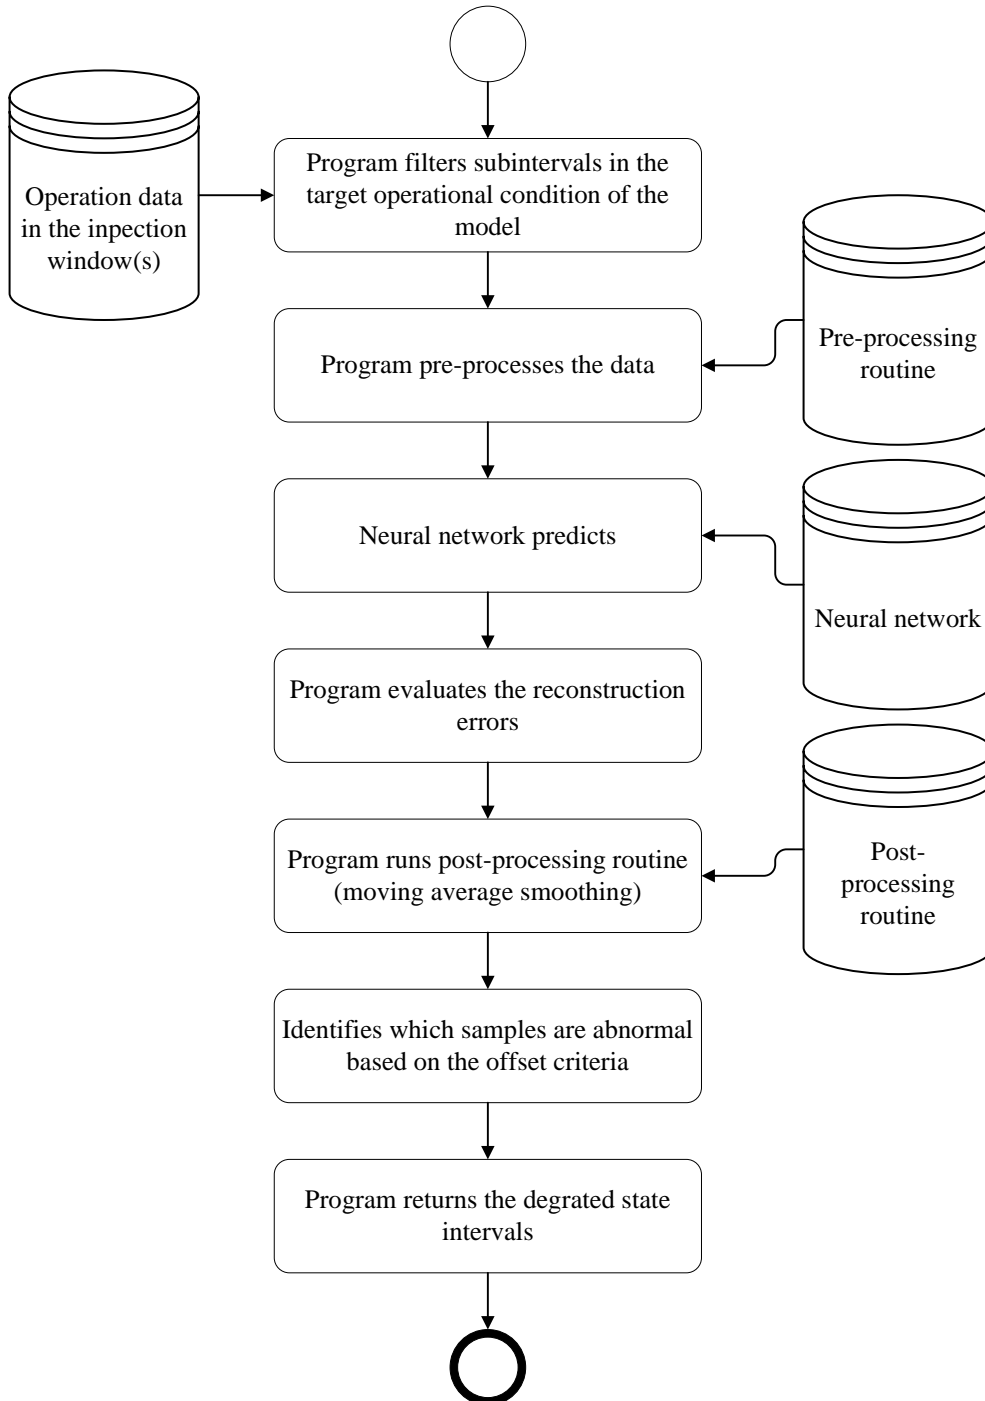 Program filters subintervals in the
target operational condition of the
model
Operation data
in the inpection
window(s)
Program pre-processes the data
Pre-processing
routine
Neural network predicts
Neural network
Program evaluates the reconstruction
errors
Program runs post-processing routine
(moving average smoothing)
Post-
processing
routine
Identifies which samples are abnormal
based on the offset criteria
Program returns the degrated state
intervals